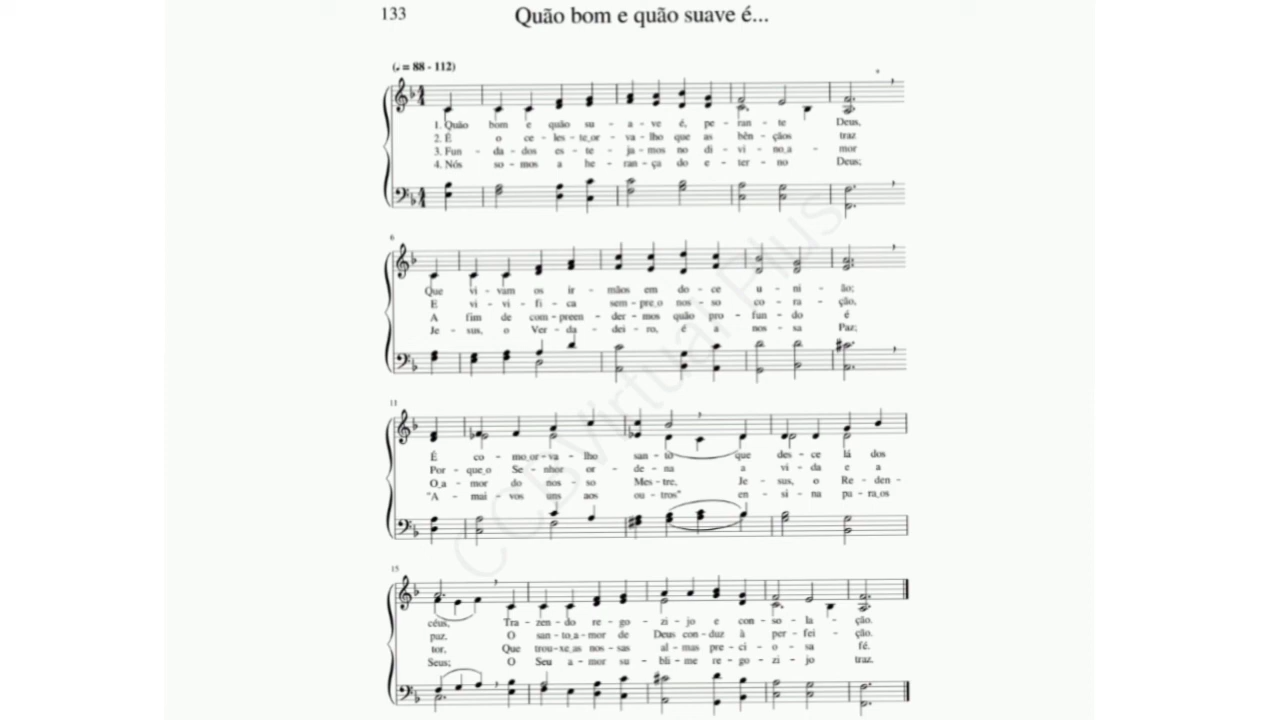 133
Quão bom e quão suave é...
(♩ = 88 - 112)
1. Quão bom e quão su - a - ve é, pe - ran - te Deus,
2. É o ce - les - te_or - va - lho que as bên - çãos traz
3. Fun - da - dos es - te - ja - mos no di - vi - no_a - mor
4. Nós so - mos a he - ran - ça do e - ter - no Deus;
6
Que vi - vam os ir - mãos em do - ce u - ni - ão;
E vi - vi - fi - ca sem - pre_o nos - so co - ra - ção,
A fim de com - preen - der - mos quão pro - fun - do é
Je - sus, o Ver - da - dei - ro, é a nos - sa Paz;
11
É co - mo_or - va - lho san - to que des - ce lá dos
Por - que_o Se - nhor or - de - na a vi - da e a
O_a - mor do nos - so Mes - tre, Je - sus, o Re - den -
"A - mai - vos uns aos ou - tros" en - si - na pa - ra_os
15
céus, Tra - zen - do re - go - zi - jo e con - so - la - ção.
paz. O san - to_a - mor de Deus con - duz à per - fei - ção.
tor, Que trou - xe_as nos - sas al - mas pre - ci - o - sa fé.
Seus; O Seu a - mor su - bli - me re - go - zi - jo traz.
CCB Virtual Pius